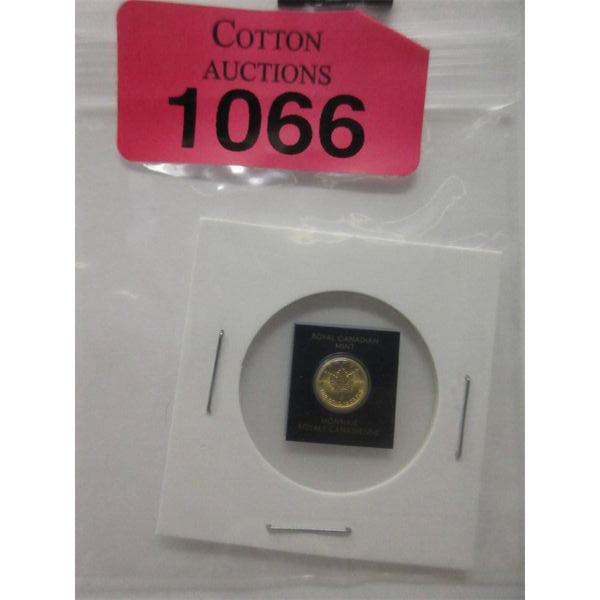 COTTON
AUCTIONS
1066
ROYAL CANADIAN
MINT
MONNAIE
ROYALE CANADIENNE